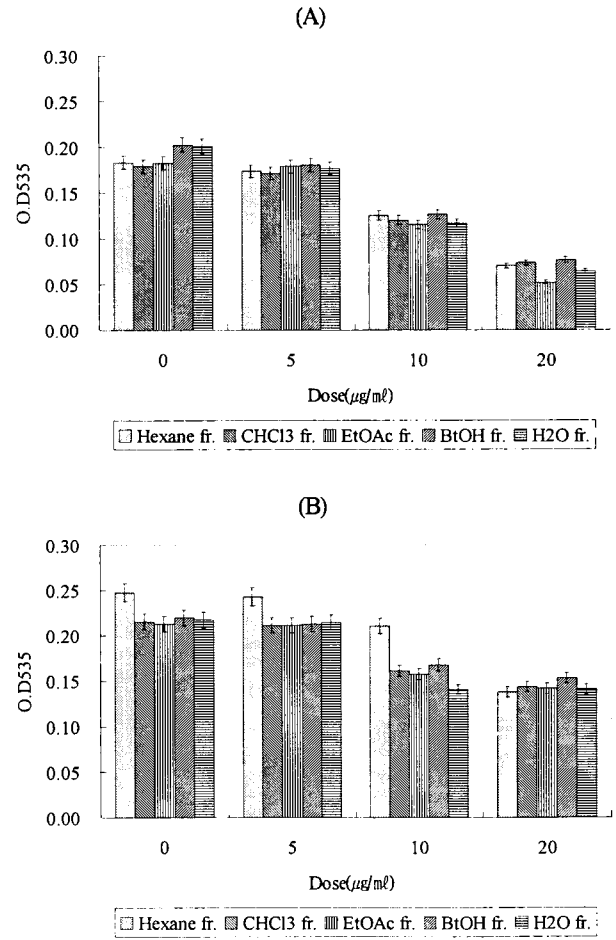 (A)
0.30
0.25
0.20
0.15
0.10
0.05
0.00
O.D535
0 5 10 20
Dose(μg/㎖)
Hexane fr. CHCl3 fr. EtOAc fr. BtOH fr. H2O fr.
(B)
0.30
0.25
0.20
0.15
0.10
0.05
0.00
O.D535
0 5 10 20
Dose(μg/㎖)
Hexane fr. CHCl3 fr. EtOAc fr. BtOH fr. H2O fr.